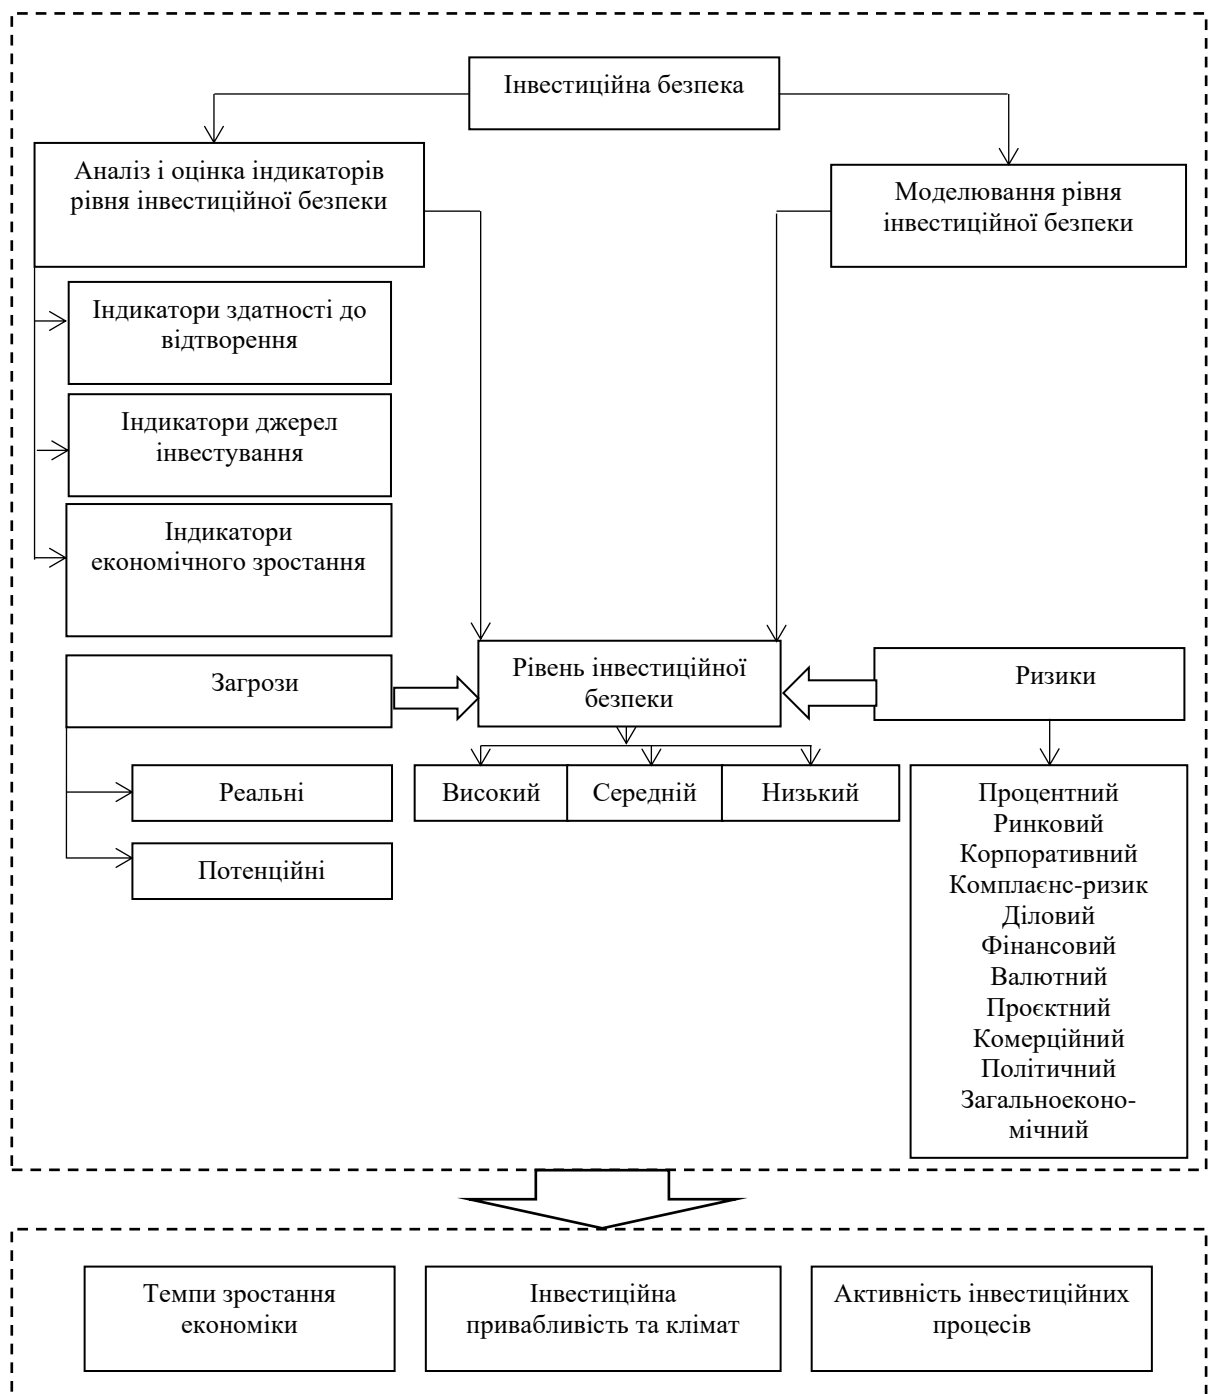 Інвестиційна безпека
Аналіз і оцінка індикаторів
рівня інвестиційної безпеки
Моделювання рівня
інвестиційної безпеки
Індикатори здатності до
відтворення
Індикатори джерел
інвестування
Індикатори
економічного зростання
Загрози
Рівень інвестиційної
безпеки
Ризики
Реальні
Потенційні
Високий
Середній
Низький
Процентний
Ринковий
Корпоративний
Комплаєнс-ризик
Діловий
Фінансовий
Валютний
Проєктний
Комерційний
Політичний
Загальноеконо-
мічний
Темпи зростання
економіки
Інвестиційна
привабливість та клімат
Активність інвестиційних
процесів